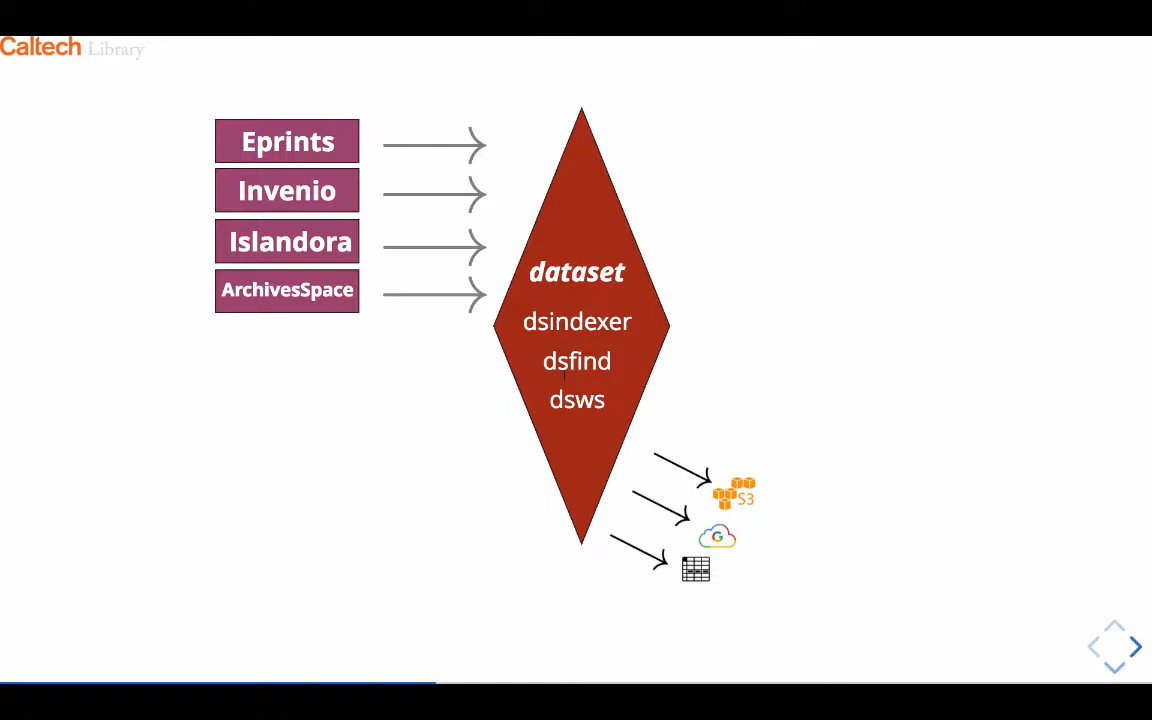 Caltech Library
Eprints
Invenio
Islandora
ArchivesSpace
dataset
dsindexer
dsfind
dsws
S3
G